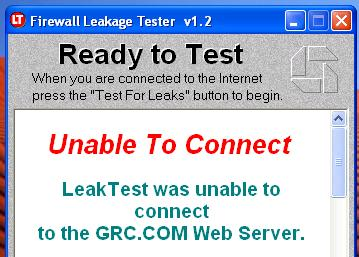 LT Firewall Leakage Tester v1.2
Ready to Test
When you are connected to the Internet
press the "Test For Leaks" button to begin.
Unable To Connect
LeakTest was unable to
connect
to the GRC.COM Web Server.